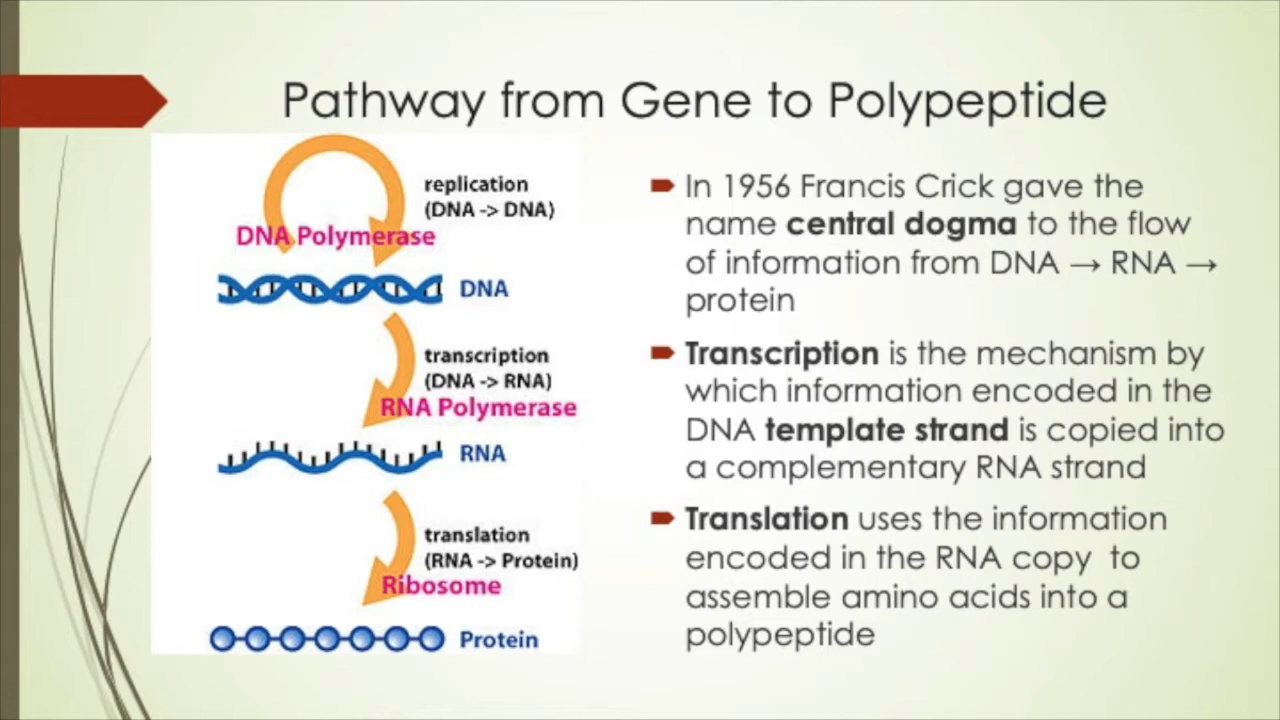 Pathway from Gene to Polypeptide
replication
(DNA -> DNA)
DNA Polymerase
DNA
transcription
(DNA -> RNA)
RNA Polymerase
RNA
translation
(RNA -> Protein)
Ribosome
Protein
In 1956 Francis Crick gave the
name central dogma to the flow
of information from DNA → RNA →
protein
Transcription is the mechanism by
which information encoded in the
DNA template strand is copied into
a complementary RNA strand
Translation uses the information
encoded in the RNA copy  to
assemble amino acids into a
polypeptide